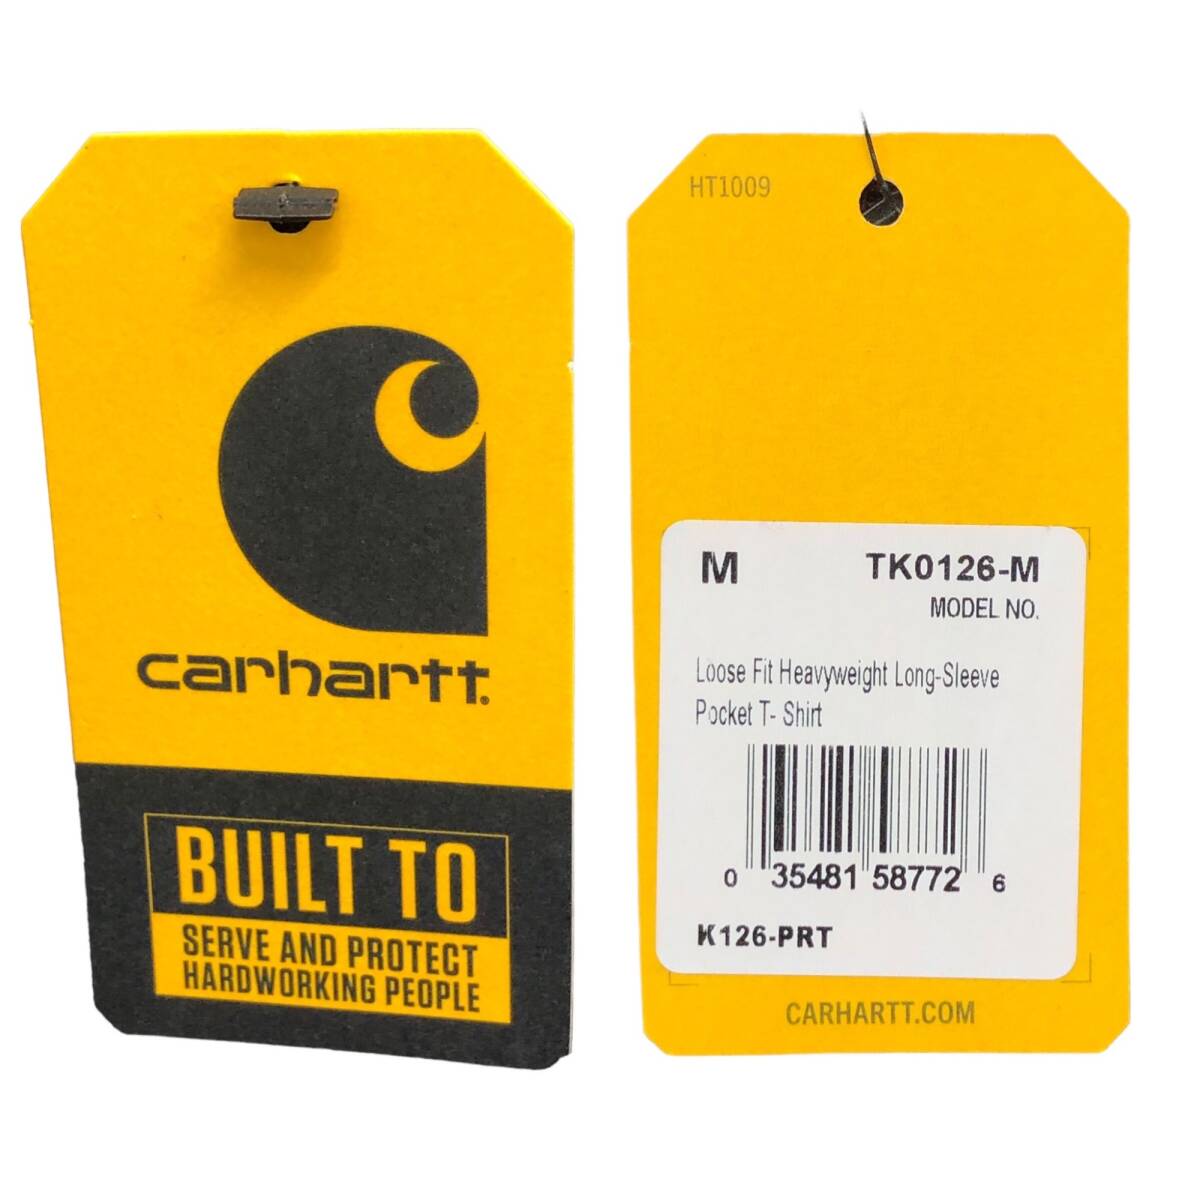 carhartt.
BUILT TO
SERVE AND PROTECT
HARDWORKING PEOPLE
HT1009
M TK0126-M
MODEL NO.
Loose Fit Heavyweight Long-Sleeve
Pocket T- Shirt
0 35481 58772 6
K126-PRT
CARHARTT.COM